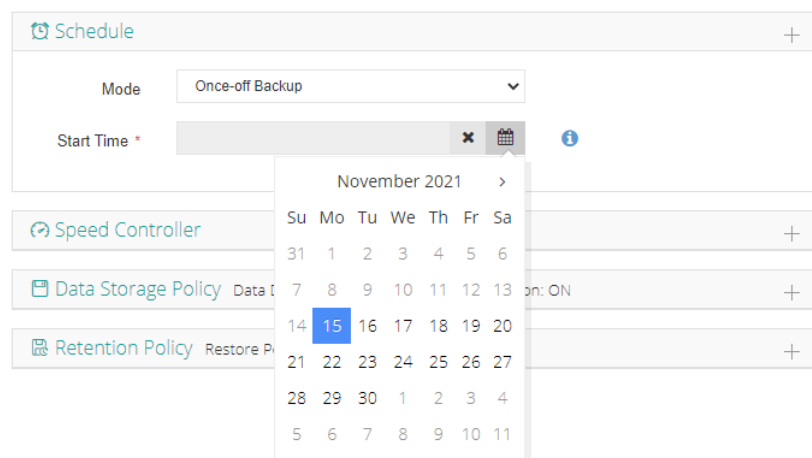 Schedule
Mode Once-off Backup
Start Time *
November 2021
Su Mo Tu We Th Fr Sa
Speed Controller
31 1 2 3 4 5 6
7 8 9 10 11 12 13
Data Storage Policy Data on: ON
14 15 16 17 18 19 20
Retention Policy Restore
21 22 23 24 25 26 27
28 29 30 1 2 3 4
5 6 7 8 9 10 11